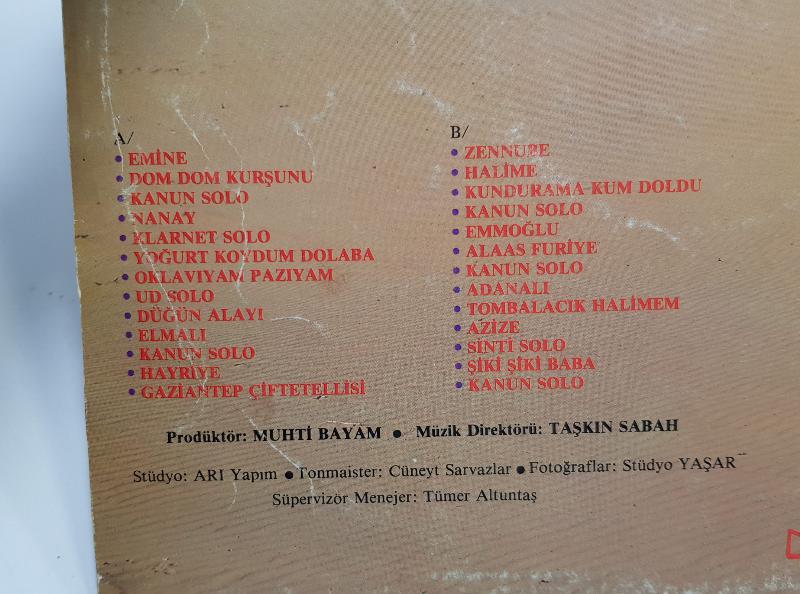 A/
EMİNE
DOM DOM KURŞUNU
KANUN SOLO
NANAY
KLARNET SOLO
YOĞURT KOYDUM DOLABA
OKLAVIYAM PAZIYAM
UD SOLO
DÜĞÜN ALAYI
ELMALI
KANUN SOLO
HAYRİYE
GAZİANTEP ÇİFTETELLİSİ
B/
ZENNUBE
HALİME
KUNDURAMA KUM DOLDU
KANUN SOLO
EMMOĞLU
ALAAS FURİYE
KANUN SOLO
ADANALI
TOMBALACIK HALİMEM
AZİZE
SİNTİ SOLO
ŞİKİ ŞİKİ BABA
KANUN SOLO
Prodüktör: MUHTİ BAYAM ● Müzik Direktörü: TAŞKIN SABAH
Stüdyo: ARI Yapım ● Tonmaister: Cüneyt Sarvazlar ● Fotoğraflar: Stüdyo YAŞAR
Süpervizör Menejer: Tümer Altuntaş